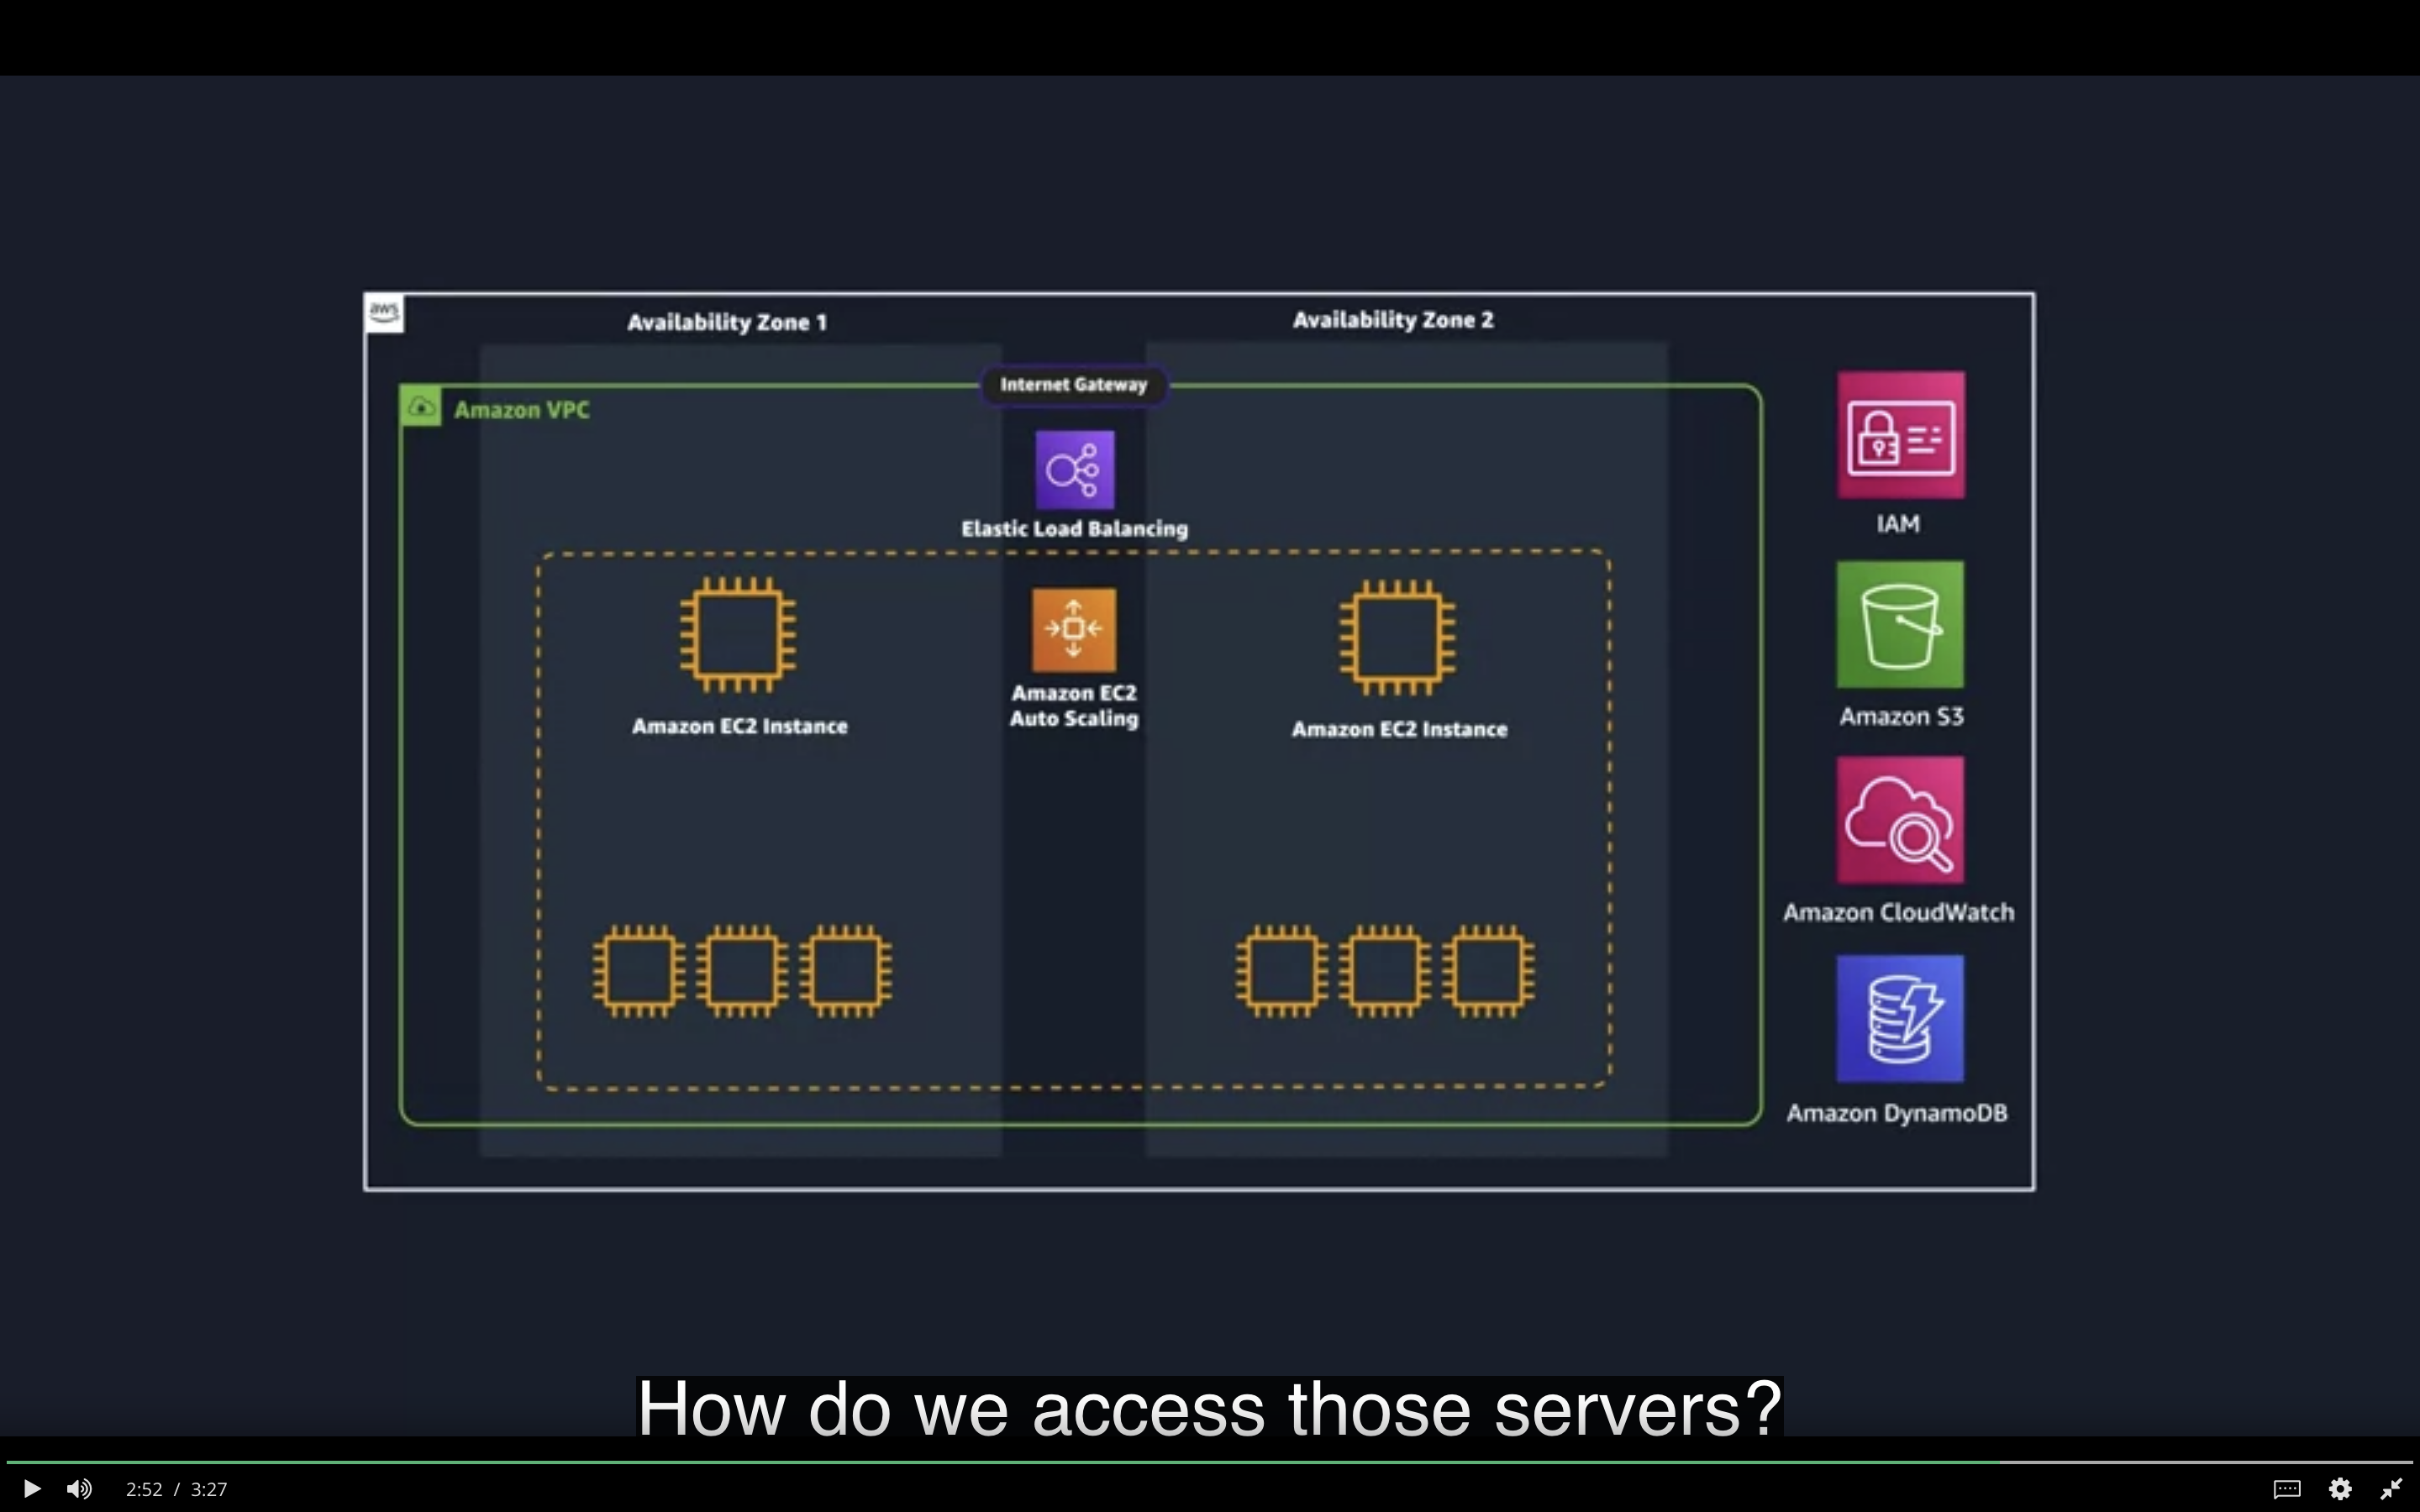 aws
Availability Zone 1
Availability Zone 2
Internet Gateway
Amazon VPC
Elastic Load Balancing
IAM
Amazon EC2 Instance
Amazon EC2
Auto Scaling
Amazon EC2 Instance
Amazon S3
Amazon CloudWatch
Amazon DynamoDB
How do we access those servers?
2:52 / 3:27